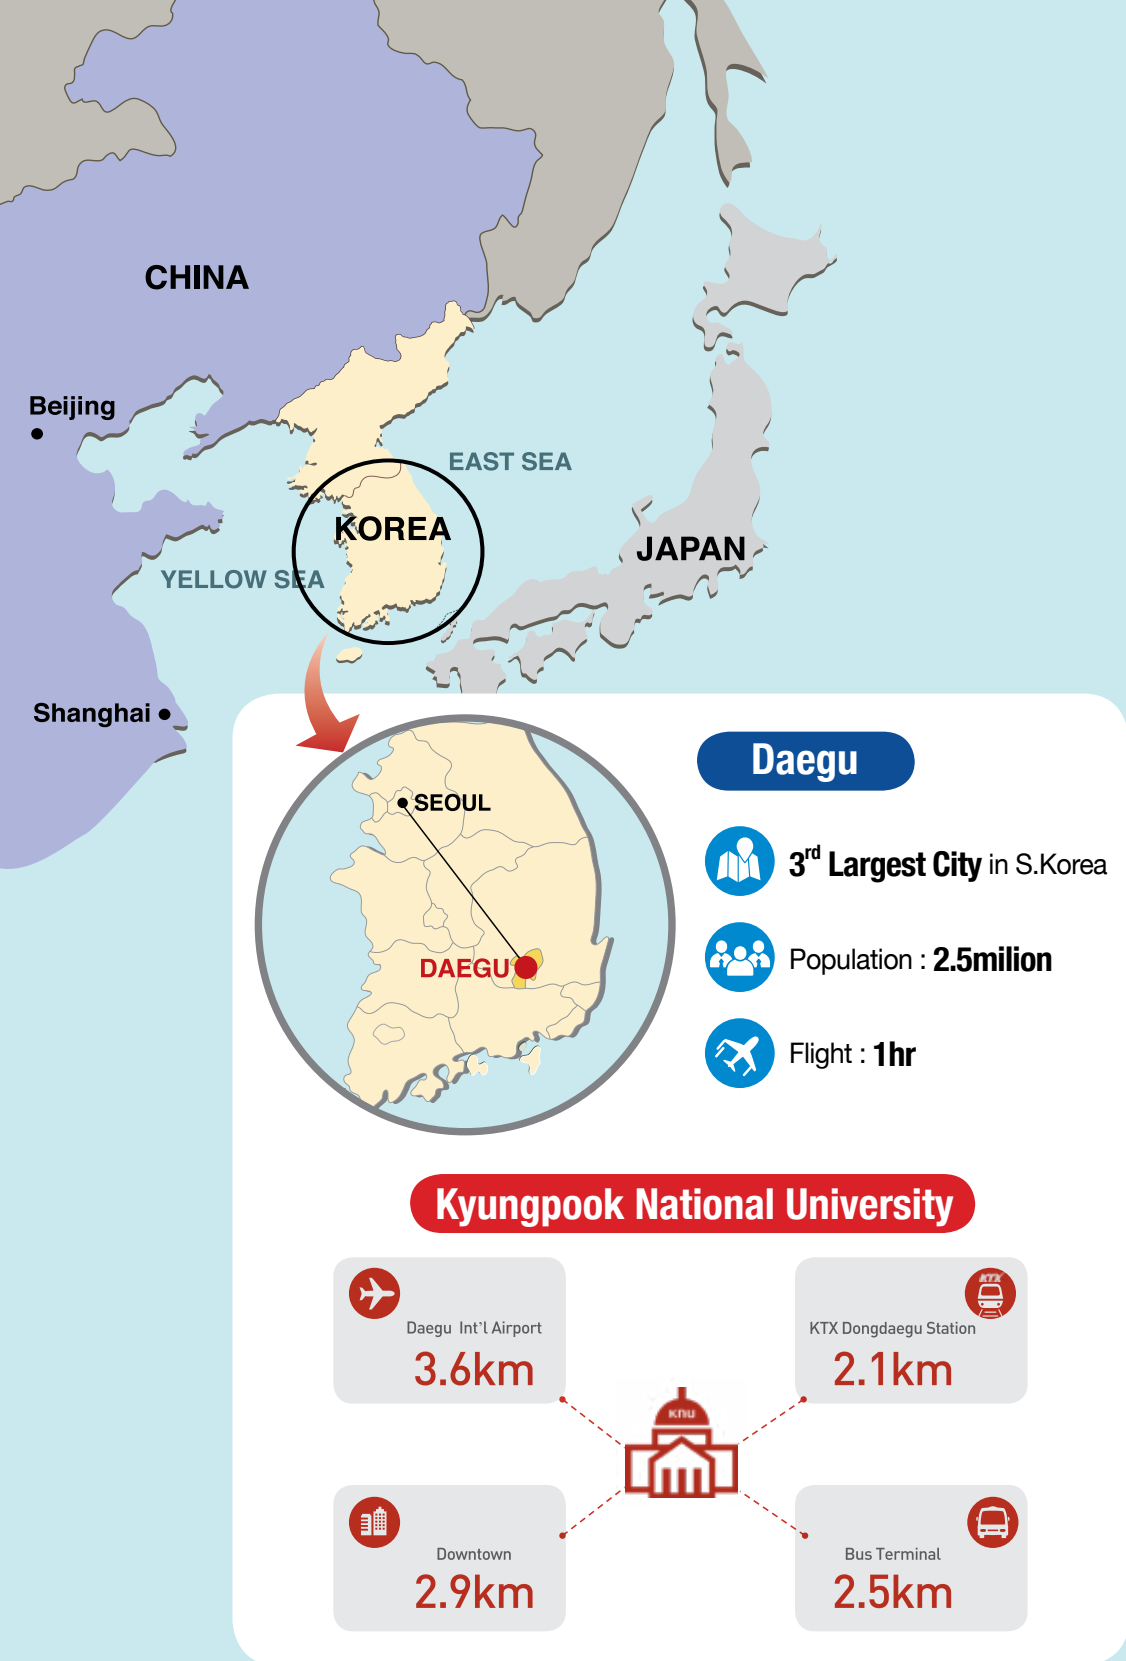 CHINA
Beijing
EAST SEA
KOREA
JAPAN
YELLOW SEA
Shanghai
SEOUL
DAEGU
Daegu
3rd Largest City in S.Korea
Population : 2.5milion
Flight : 1hr
Kyungpook National University
Daegu Int'l Airport
3.6km
KTX
KTX Dongdaegu Station
2.1km
KNU
Downtown
2.9km
Bus Terminal
2.5km